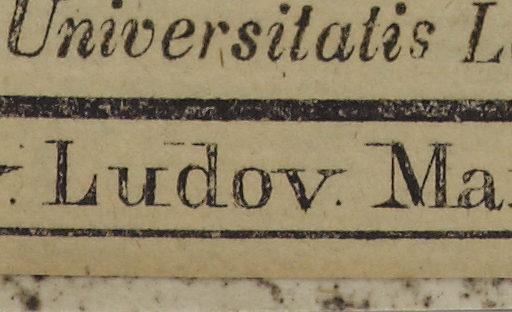 Universitatis L
. Ludov. Ma